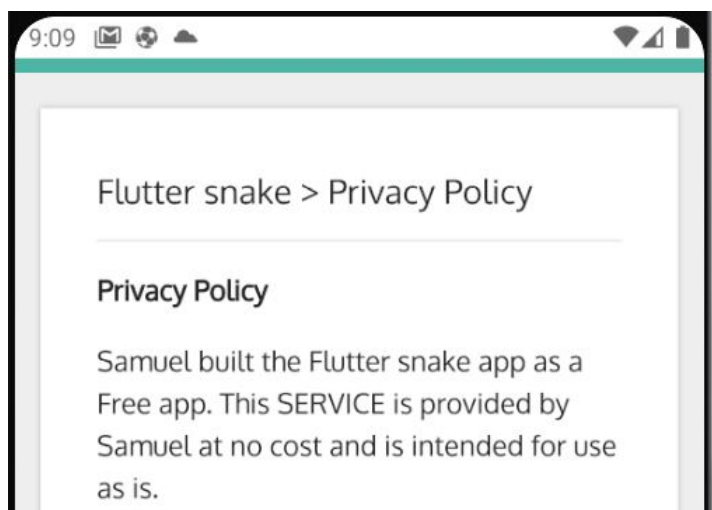 9:09
Flutter snake > Privacy Policy
Privacy Policy
Samuel built the Flutter snake app as a
Free app. This SERVICE is provided by
Samuel at no cost and is intended for use
as is.